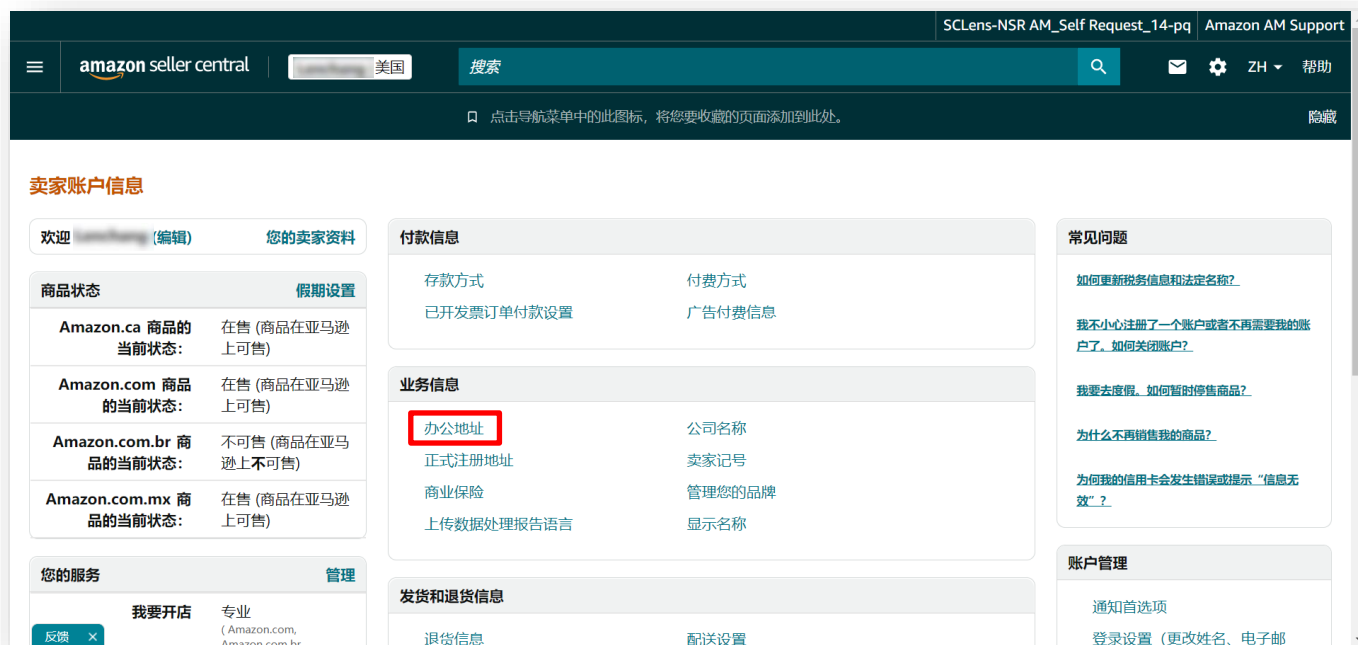 SCLens-NSR AM_Self Request_14-pq
Amazon AM Support
amazon seller central
美国
搜索
ZH
帮助
点击导航菜单中的此图标，将您要收藏的页面添加到此处。
隐藏
卖家账户信息
欢迎
(编辑)
您的卖家资料
商品状态
假期设置
Amazon.ca 商品的
当前状态：
在售 (商品在亚马逊
上可售)
Amazon.com 商品
的当前状态：
在售 (商品在亚马逊
上可售)
Amazon.com.br 商
品的当前状态：
不可售 (商品在亚马
逊上不可售)
Amazon.com.mx 商
品的当前状态：
在售 (商品在亚马逊
上可售)
您的服务
管理
我要开店
专业
( Amazon.com,
Amazon.com.br
反馈 ×
付款信息
存款方式
付费方式
已开发票订单付款设置
广告付费信息
业务信息
办公地址
公司名称
正式注册地址
卖家记号
商业保险
管理您的品牌
上传数据处理报告语言
显示名称
发货和退货信息
退货信息
配送设置
常见问题
如何更新税务信息和法定名称？
我不小心注册了一个账户或者不再需要我的账
户了。如何关闭账户？
我要去度假。如何暂时停售商品？
为什么不再销售我的商品？
为何我的信用卡会发生错误或提示“信息无
效”？
账户管理
通知首选项
登录设置（更改姓名、电子邮